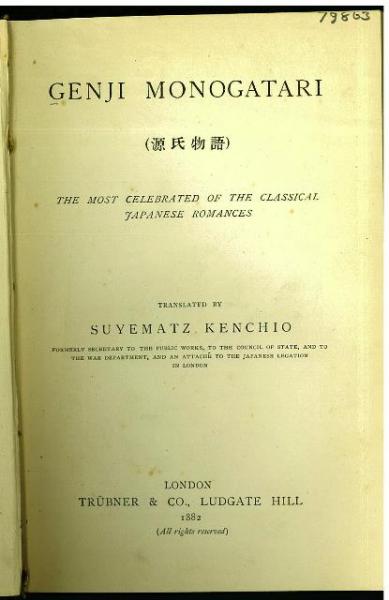 79863
GENJI MONOGATARI
(源氏物語)
THE MOST CELEBRATED OF THE CLASSICAL
JAPANESE ROMANCES
TRANSLATED BY
SUYEMATZ KENCHIO
FORMERLY SECRETARY TO THE PUBLIC WORKS, TO THE COUNCIL OF STATE, AND TO
THE WAR DEPARTMENT, AND AN ATTACHÉ TO THE JAPANESE LEGATION
IN LONDON
LONDON
TRÜBNER & CO., LUDGATE HILL
1882
(All rights reserved)